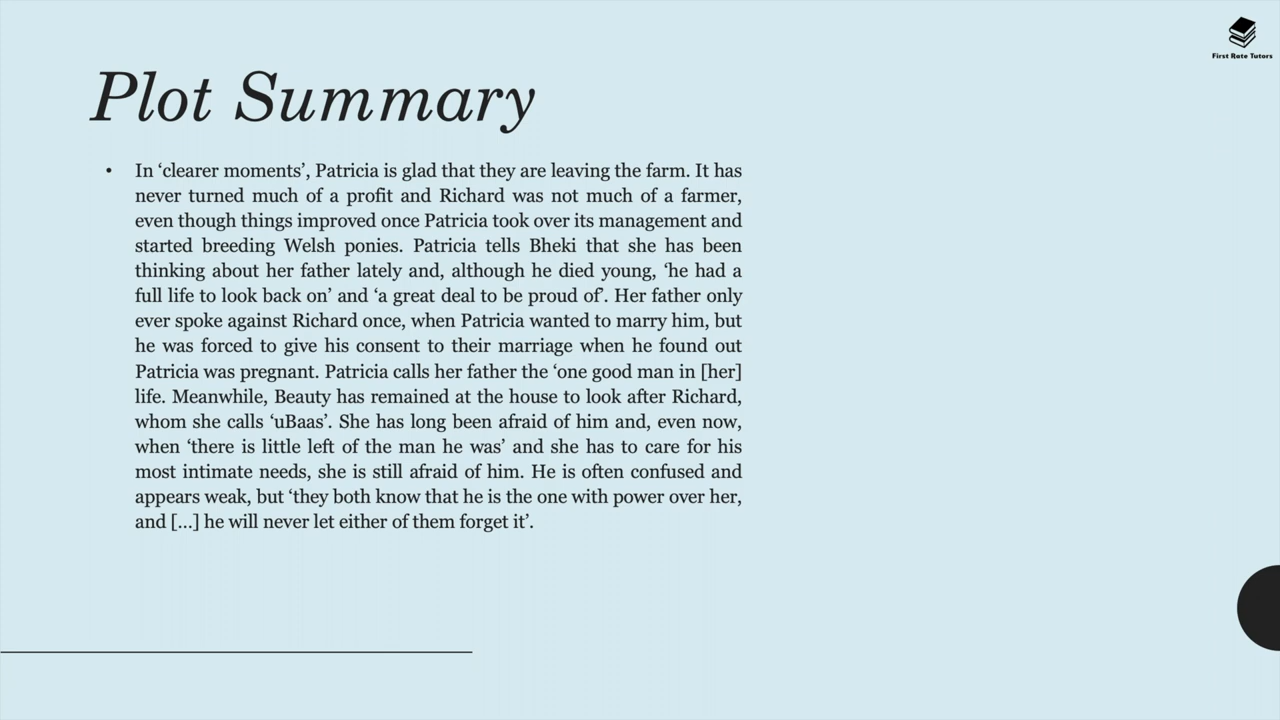 First Rate Tutors
Plot Summary
• In ‘clearer moments’, Patricia is glad that they are leaving the farm. It has
never turned much of a profit and Richard was not much of a farmer,
even though things improved once Patricia took over its management and
started breeding Welsh ponies. Patricia tells Bheki that she has been
thinking about her father lately and, although he died young, ‘he had a
full life to look back on’ and ‘a great deal to be proud of’. Her father only
ever spoke against Richard once, when Patricia wanted to marry him, but
he was forced to give his consent to their marriage when he found out
Patricia was pregnant. Patricia calls her father the ‘one good man in [her]
life. Meanwhile, Beauty has remained at the house to look after Richard,
whom she calls ‘uBaas’. She has long been afraid of him and, even now,
when ‘there is little left of the man he was’ and she has to care for his
most intimate needs, she is still afraid of him. He is often confused and
appears weak, but ‘they both know that he is the one with power over her,
and [...] he will never let either of them forget it’.